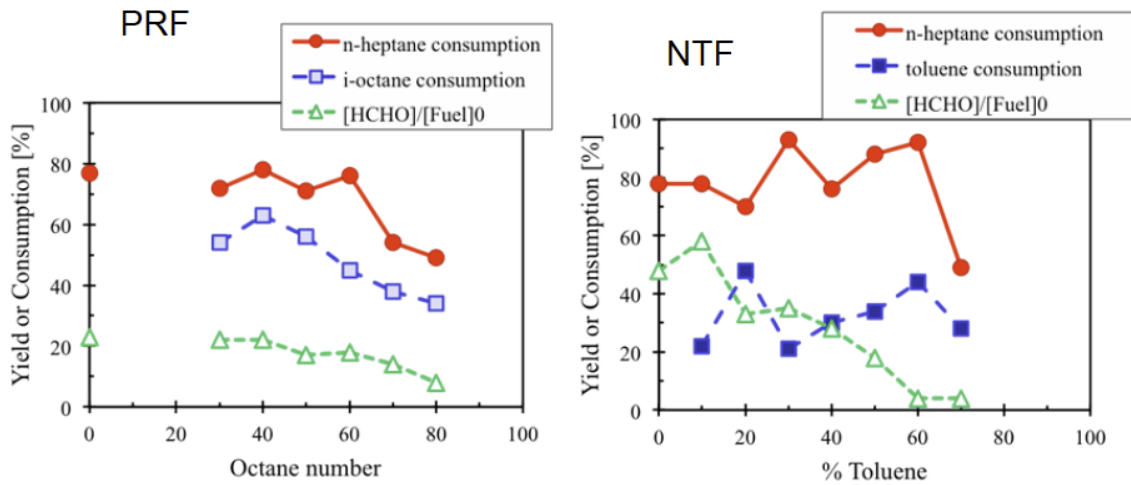 PRF
n-heptane consumption
i-octane consumption
[HCHO]/[Fuel]0
Yield or Consumption [%]
100
80
60
40
20
0
0 20 40 60 80 100
Octane number
NTF
n-heptane consumption
toluene consumption
[HCHO]/[Fuel]0
Yield or Consumption [%]
100
80
60
40
20
0
0 20 40 60 80 100
% Toluene